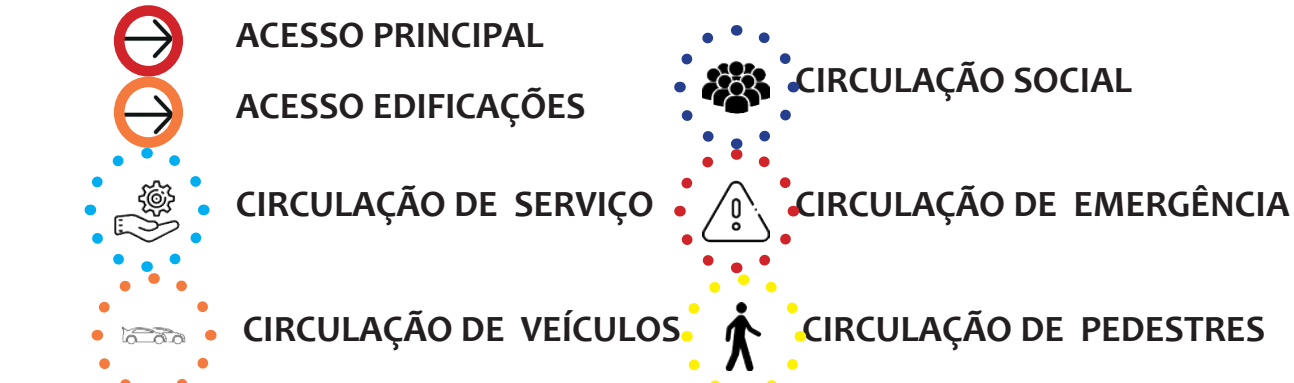 ACESSO PRINCIPAL
ACESSO EDIFICAÇÕES
CIRCULAÇÃO DE SERVIÇO
CIRCULAÇÃO DE VEÍCULOS
CIRCULAÇÃO SOCIAL
CIRCULAÇÃO DE EMERGÊNCIA
CIRCULAÇÃO DE PEDESTRES